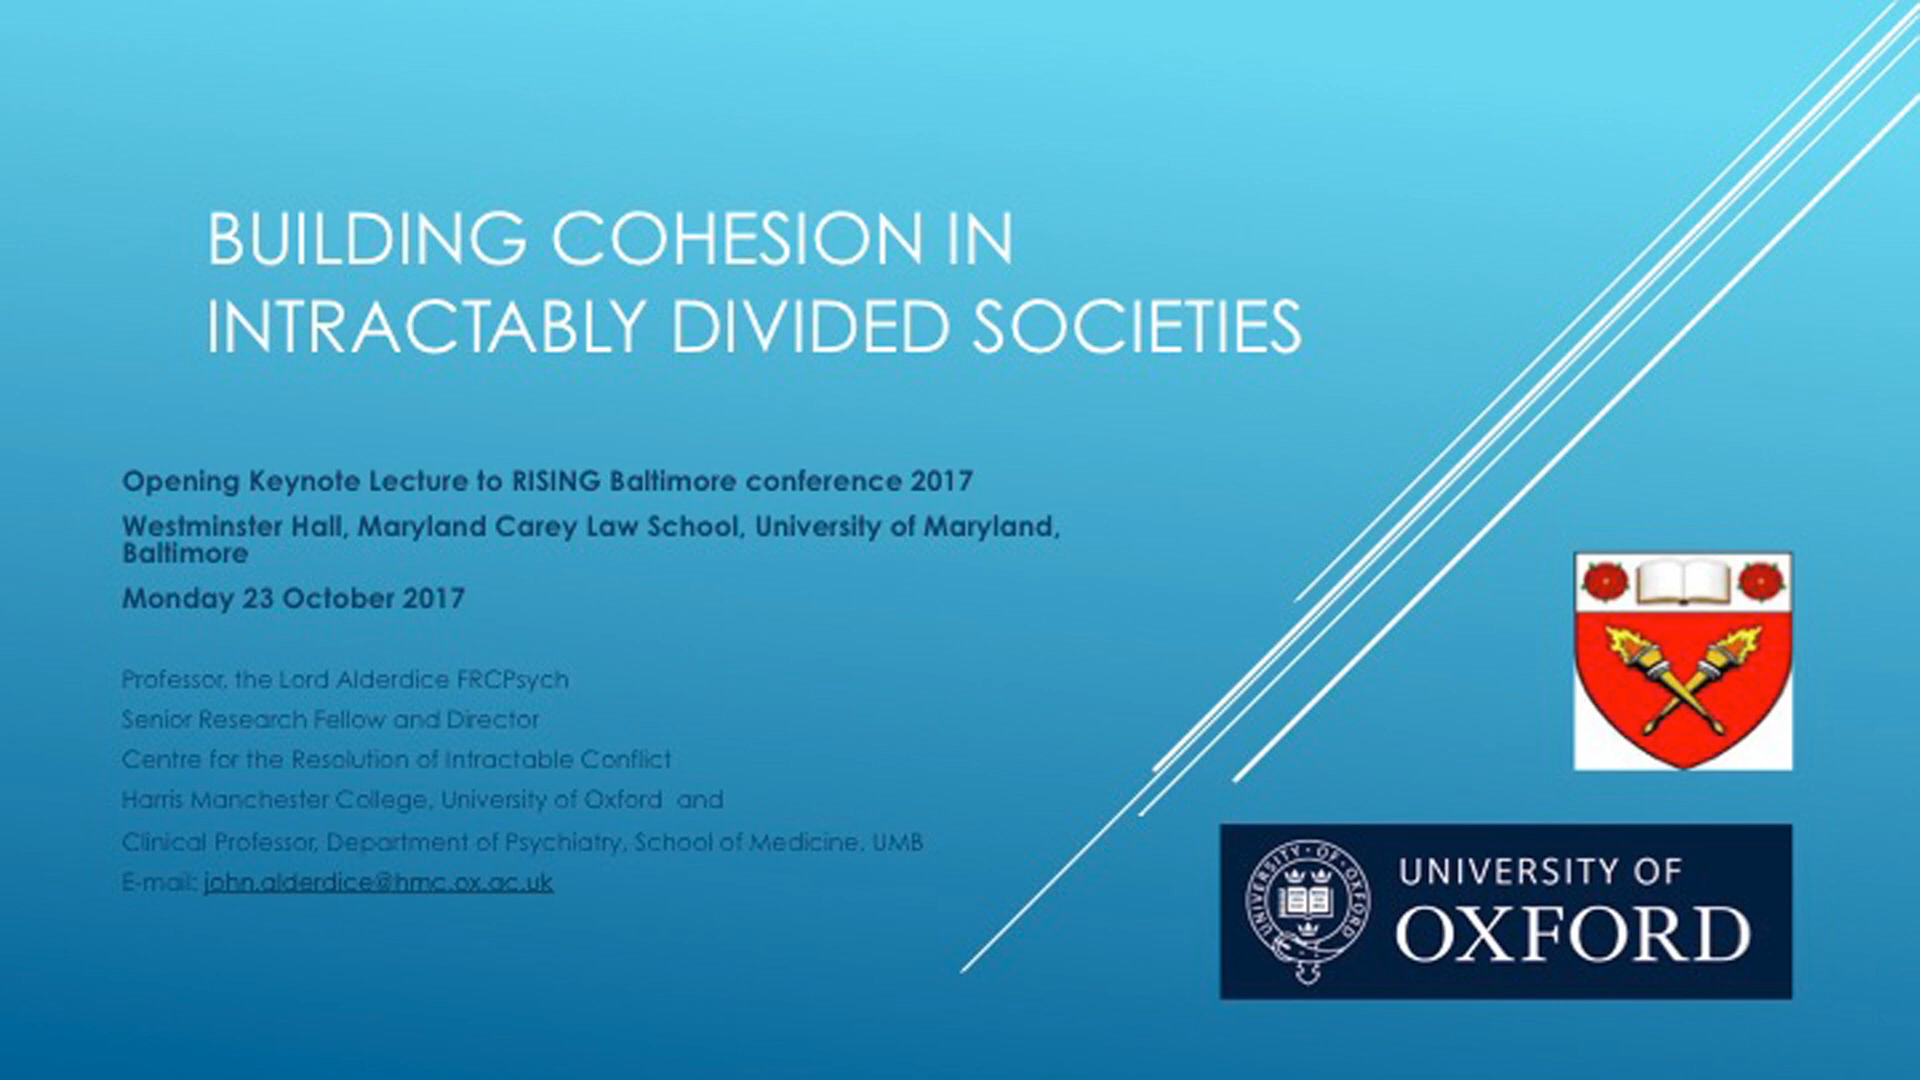 BUILDING COHESION IN
INTRACTABLY DIVIDED SOCIETIES
Opening Keynote Lecture to RISING Baltimore conference 2017
Westminster Hall, Maryland Carey Law School, University of Maryland,
Baltimore
Monday 23 October 2017
Professor, the Lord Alderdice FRCPsych
Senior Research Fellow and Director
Centre for the Resolution of Intractable Conflict
Harris Manchester College, University of Oxford and
Clinical Professor, Department of Psychiatry, School of Medicine, UMB
E-mail: john.alderdice@hmc.ox.ac.uk
UNIVERSITY·OF·OXFORD
UNIVERSITY OF
OXFORD